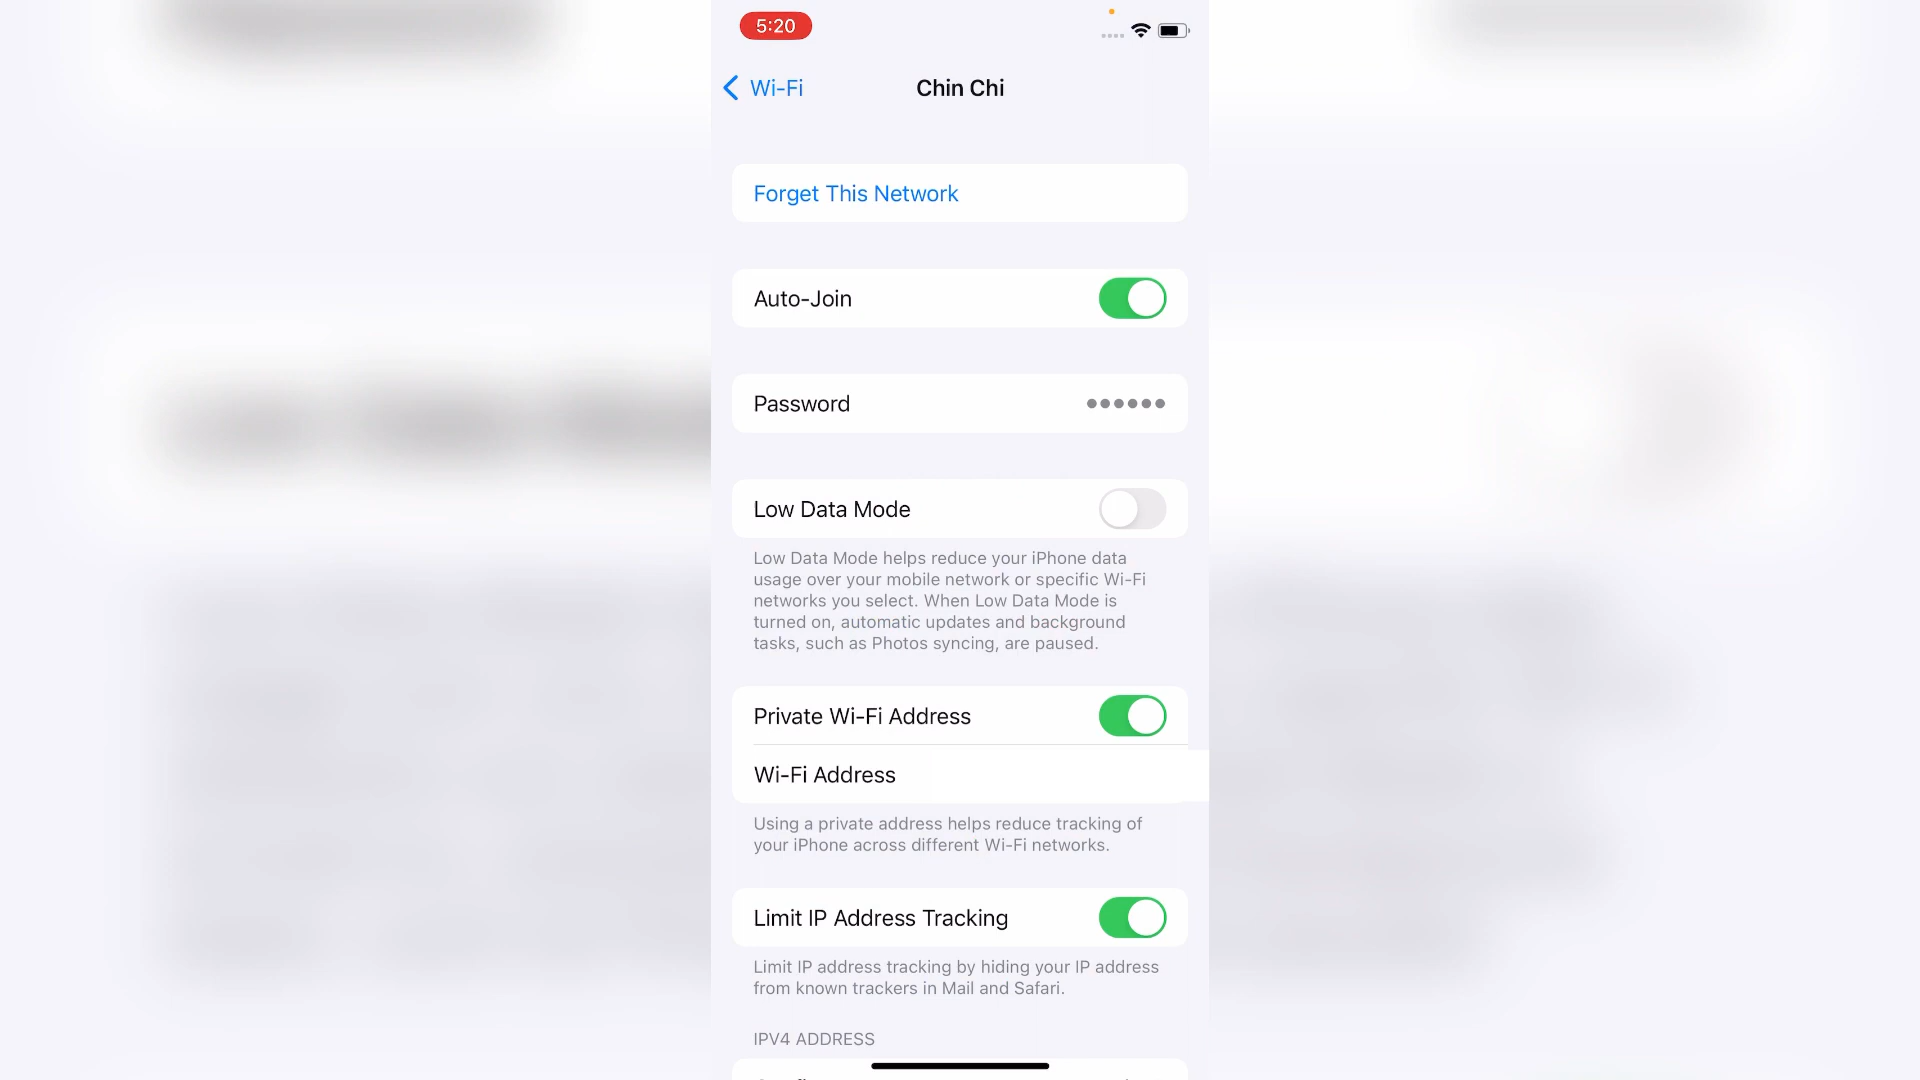 5:20
Wi-Fi
Chin Chi
Forget This Network
Auto-Join
Password ●●●●●●
Low Data Mode
Low Data Mode helps reduce your iPhone data
usage over your mobile network or specific Wi-Fi
networks you select. When Low Data Mode is
turned on, automatic updates and background
tasks, such as Photos syncing, are paused.
Private Wi-Fi Address
Wi-Fi Address
Using a private address helps reduce tracking of
your iPhone across different Wi-Fi networks.
Limit IP Address Tracking
Limit IP address tracking by hiding your IP address
from known trackers in Mail and Safari.
IPV4 ADDRESS